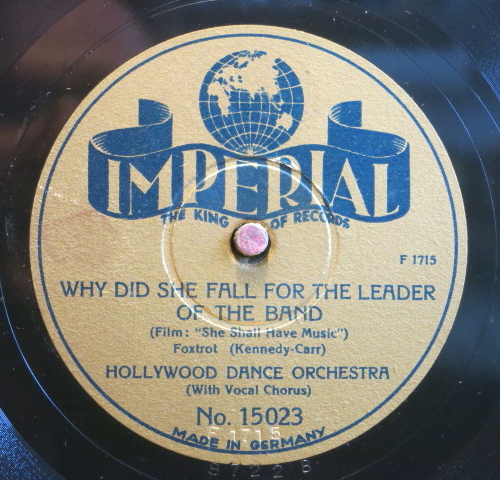 IMPERIAL
THE KING OF RECORDS
F 1715
WHY DID SHE FALL FOR THE LEADER
OF THE BAND
(Film: "She Shall Have Music")
Foxtrot (Kennedy-Carr)
HOLLYWOOD DANCE ORCHESTRA
(With Vocal Chorus)
No. 15023
F 1715
MADE IN GERMANY